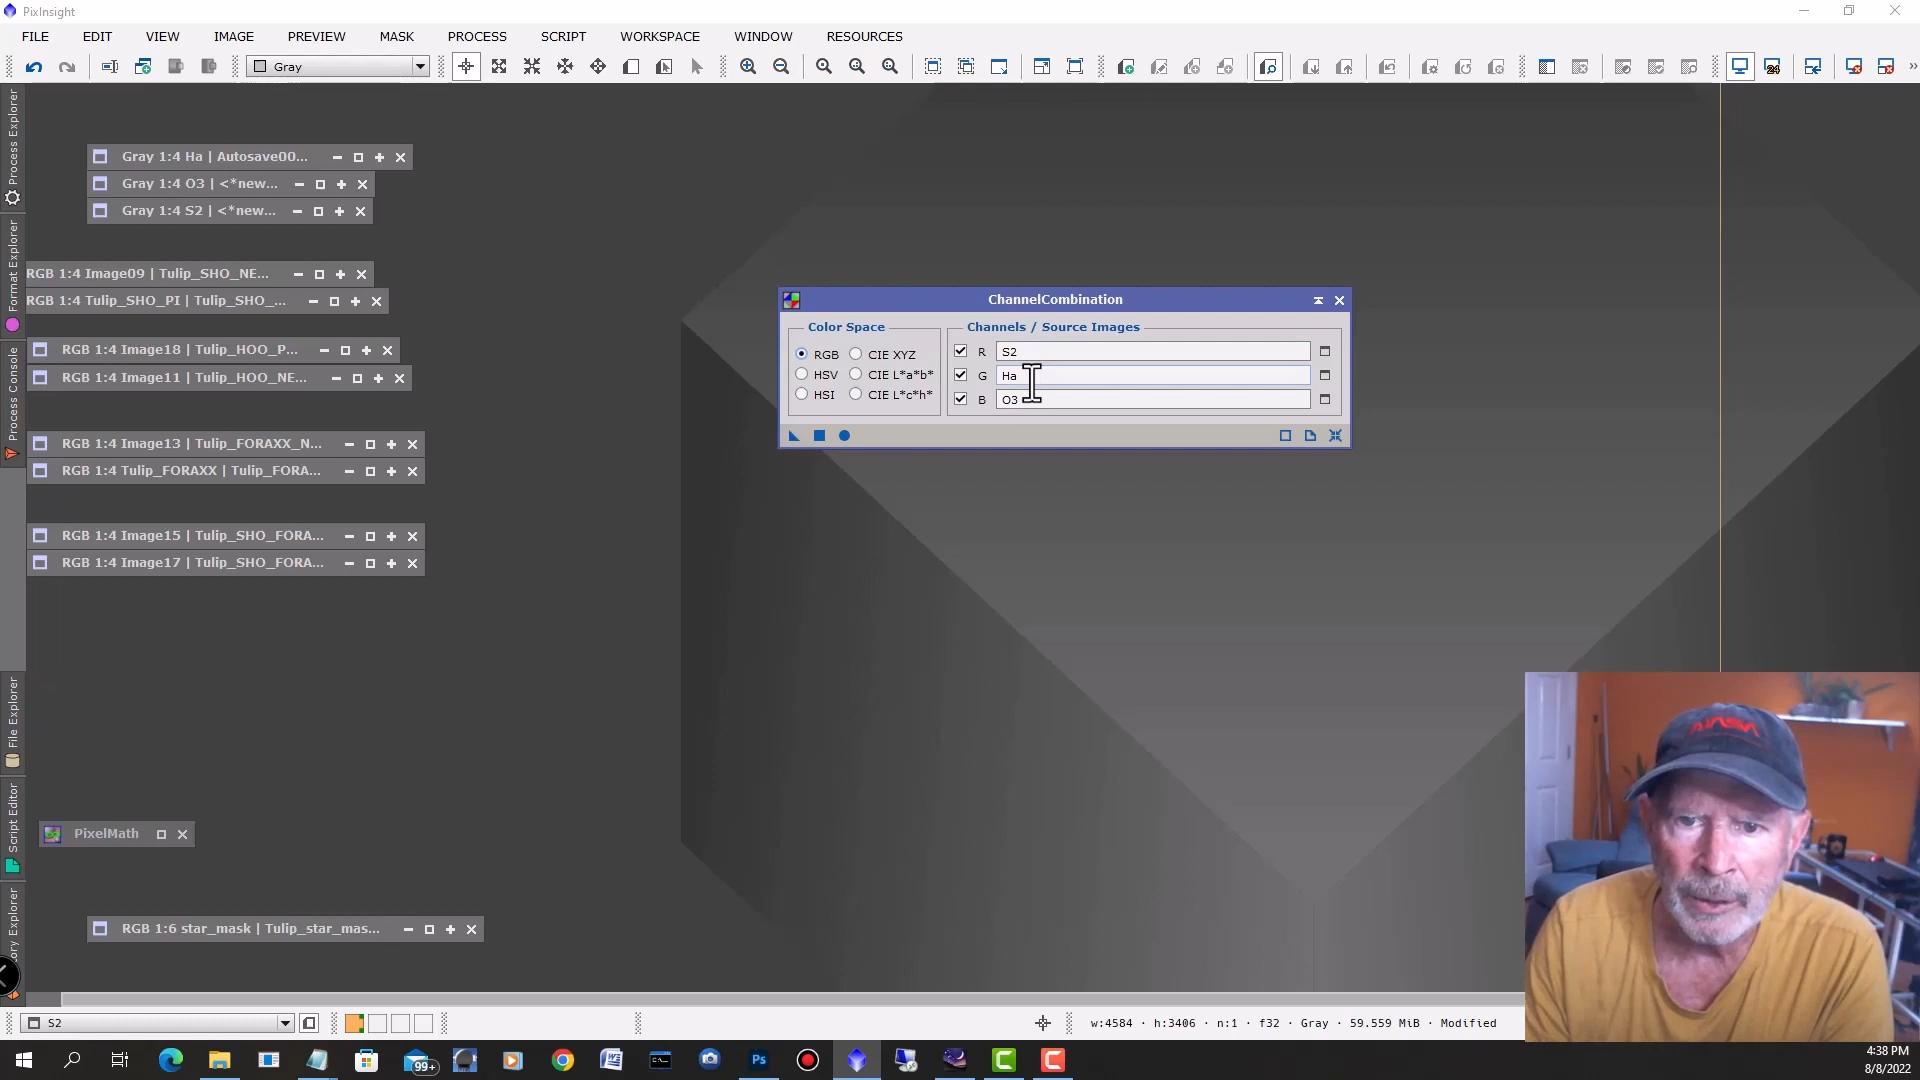 PixInsight
FILE EDIT VIEW IMAGE PREVIEW MASK PROCESS SCRIPT WORKSPACE WINDOW RESOURCES
Gray
Process Explorer
Format Explorer
Process Console
File Explorer
Script Editor
ory Explorer
Gray 1:4 Ha | Autosave00...
Gray 1:4 O3 | <*new...
Gray 1:4 S2 | <*new...
RGB 1:4 Image09 | Tulip_SHO_NE...
RGB 1:4 Tulip_SHO_PI | Tulip_SHO_...
RGB 1:4 Image18 | Tulip_HOO_P...
RGB 1:4 Image11 | Tulip_HOO_NE...
RGB 1:4 Image13 | Tulip_FORAXX_N...
RGB 1:4 Tulip_FORAXX | Tulip_FORA...
RGB 1:4 Image15 | Tulip_SHO_FORA...
RGB 1:4 Image17 | Tulip_SHO_FORA...
PixelMath
RGB 1:6 star_mask | Tulip_star_mas...
ChannelCombination
Color Space
RGB CIE XYZ
HSV CIE L*a*b*
HSI CIE L*c*h*
Channels / Source Images
R S2
G Ha
B O3
NASA
S2
w:4584 · h:3406 · n:1 · f32 · Gray · 59.559 MiB · Modified
99+
Ps
4:38 PM
8/8/2022